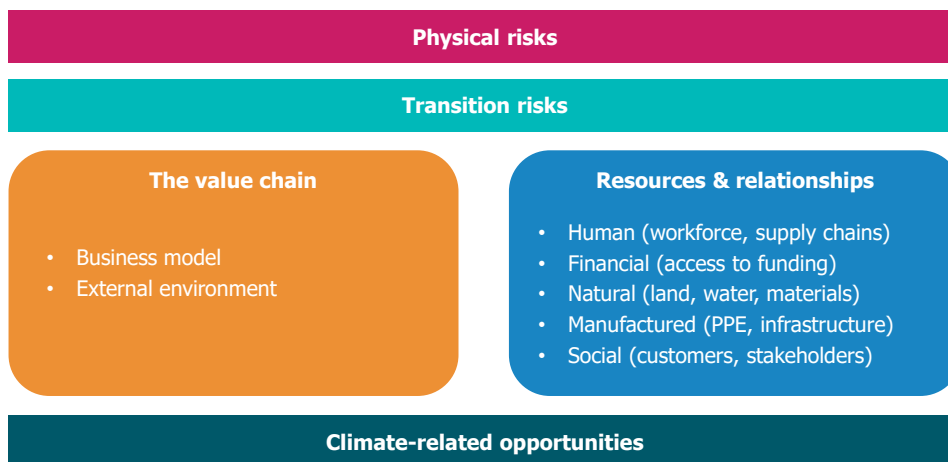 Physical risks
Transition risks
The value chain
• Business model
• External environment
Resources & relationships
• Human (workforce, supply chains)
• Financial (access to funding)
• Natural (land, water, materials)
• Manufactured (PPE, infrastructure)
• Social (customers, stakeholders)
Climate-related opportunities